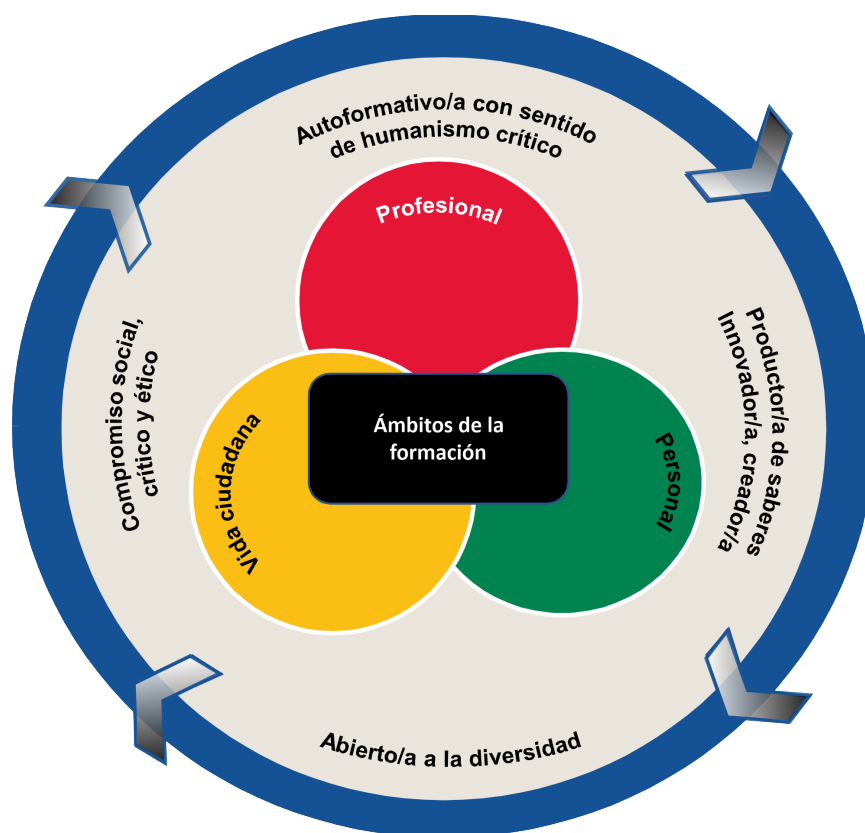 Autoformativo/a con sentido
de humanismo crítico
Profesional
Productor/a de saberes
Innovador/a, creador/a
Compromiso social,
crítico y ético
Ámbitos de la
formación
Vida ciudadana
Personal
Abierto/a a la diversidad